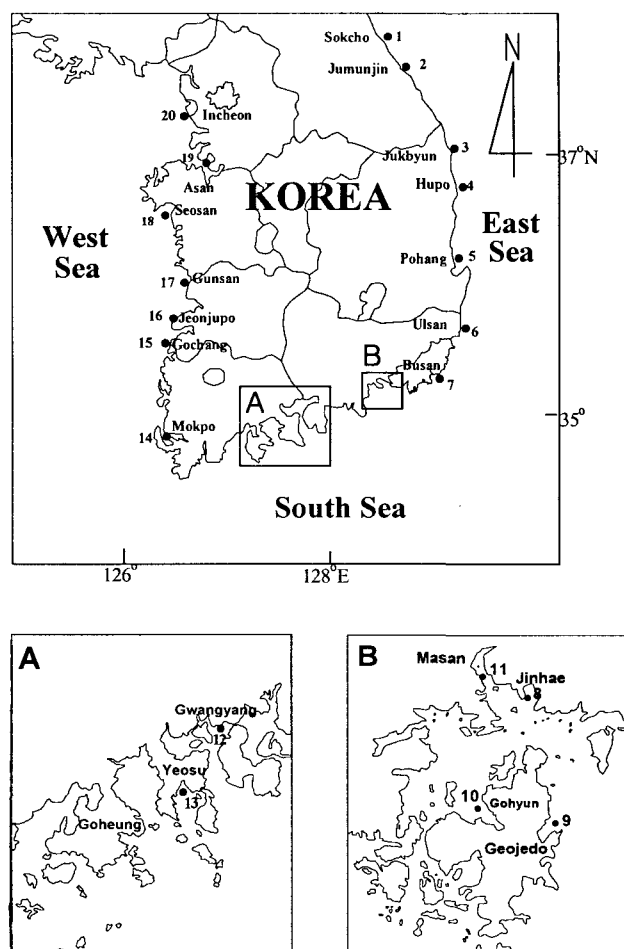 Sokcho 1
Jumunjin 2
N
20 Incheon
Jukbyun 3
37°N
19
Asan
Hupo 4
KOREA
18 Seosan
West
Sea
East
Sea
Pohang 5
17 Gunsan
16 Jeonjupo
Ulsan 6
15 Gochang
B
Busan
7
A
14 Mokpo
35°
South Sea
126°
128°E
A
Gwangyang
12
Yeosu
13
Goheung
B
Masan
11
Jinhae
8
10
Gohyun
9
Geojedo